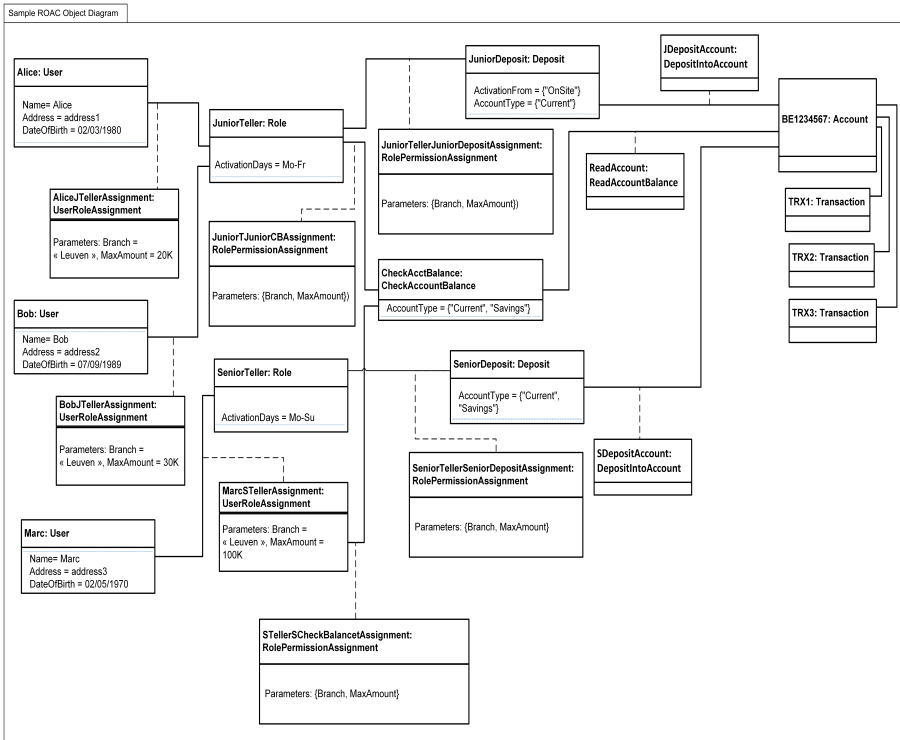 Sample ROAC Object Diagram
Alice: User
Name= Alice
Address = address1
DateOfBirth = 02/03/1980
AliceJTellerAssignment:
UserRoleAssignment
Parameters: Branch =
« Leuven », MaxAmount = 20K
Bob: User
Name= Bob
Address = address2
DateOfBirth = 07/09/1989
BobJTellerAssignment:
UserRoleAssignment
Parameters: Branch =
« Leuven », MaxAmount = 30K
Marc: User
Name= Marc
Address = address3
DateOfBirth = 02/05/1970
JuniorTeller: Role
ActivationDays = Mo-Fr
JuniorTJuniorCBAssignment:
RolePermissionAssignment
Parameters: {Branch, MaxAmount})
SeniorTeller: Role
ActivationDays = Mo-Su
MarcSTellerAssignment:
UserRoleAssignment
Parameters: Branch =
« Leuven », MaxAmount =
100K
STellerSCheckBalancetAssignment:
RolePermissionAssignment
Parameters: {Branch, MaxAmount}
JuniorDeposit: Deposit
ActivationFrom = {"OnSite"}
AccountType = {"Current"}
JuniorTellerJuniorDepositAssignment:
RolePermissionAssignment
Parameters: {Branch, MaxAmount})
CheckAcctBalance:
CheckAccountBalance
AccountType = {"Current", "Savings"}
SeniorDeposit: Deposit
AccountType = {"Current",
"Savings"}
SeniorTellerSeniorDepositAssignment:
RolePermissionAssignment
Parameters: {Branch, MaxAmount}
JDepositAccount:
DepositIntoAccount
ReadAccount:
ReadAccountBalance
SDepositAccount:
DepositIntoAccount
BE1234567: Account
TRX1: Transaction
TRX2: Transaction
TRX3: Transaction